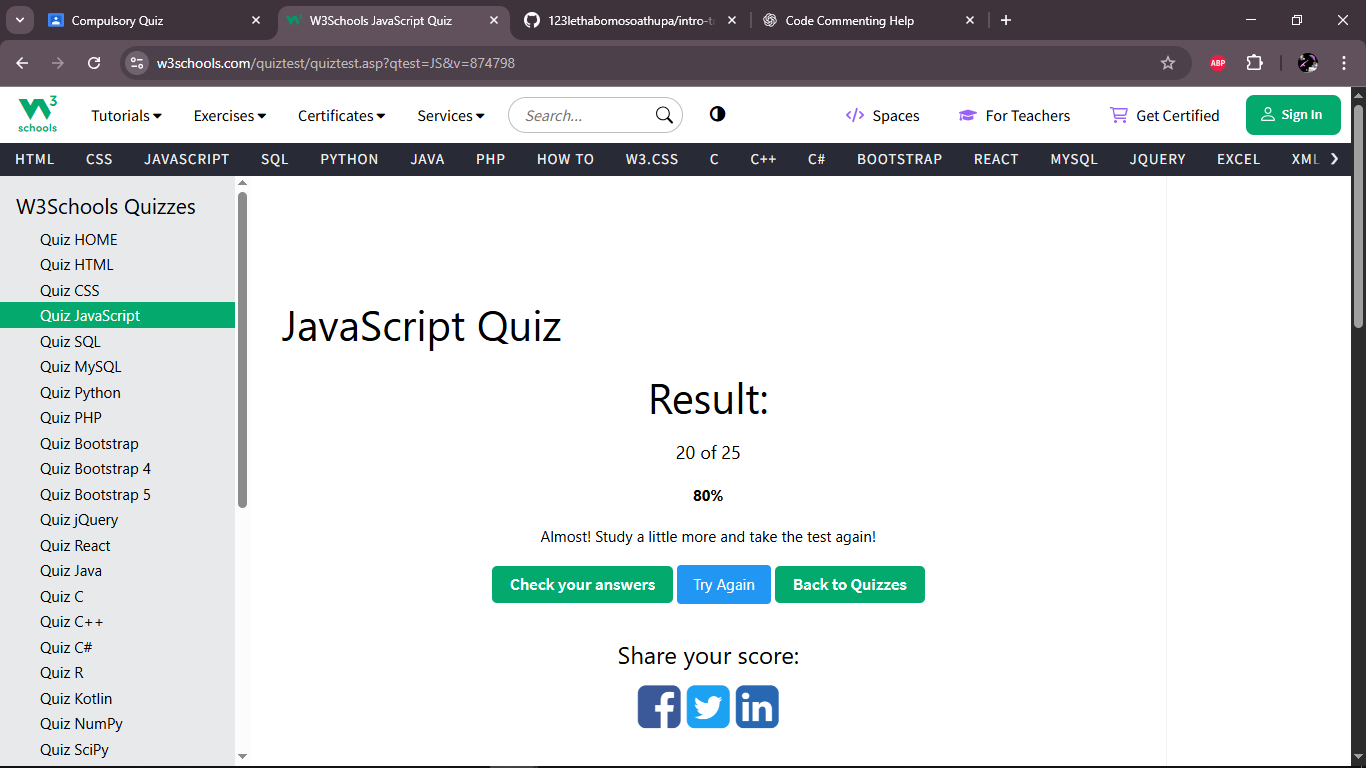 Compulsory Quiz
W3Schools JavaScript Quiz
123lethabomosoathupa/intro-t
Code Commenting Help
w3schools.com/quiztest/quiztest.asp?qtest=JS&v=874798
ABP
W3
schools
Tutorials
Exercises
Certificates
Services
Search...
Spaces
For Teachers
Get Certified
Sign In
HTML CSS JAVASCRIPT SQL PYTHON JAVA PHP HOW TO W3.CSS C C++ C# BOOTSTRAP REACT MYSQL JQUERY EXCEL XML
W3Schools Quizzes
Quiz HOME
Quiz HTML
Quiz CSS
Quiz JavaScript
Quiz SQL
Quiz MySQL
Quiz Python
Quiz PHP
Quiz Bootstrap
Quiz Bootstrap 4
Quiz Bootstrap 5
Quiz jQuery
Quiz React
Quiz Java
Quiz C
Quiz C++
Quiz C#
Quiz R
Quiz Kotlin
Quiz NumPy
Quiz SciPy
JavaScript Quiz
Result:
20 of 25
80%
Almost! Study a little more and take the test again!
Check your answers
Try Again
Back to Quizzes
Share your score:
f
in